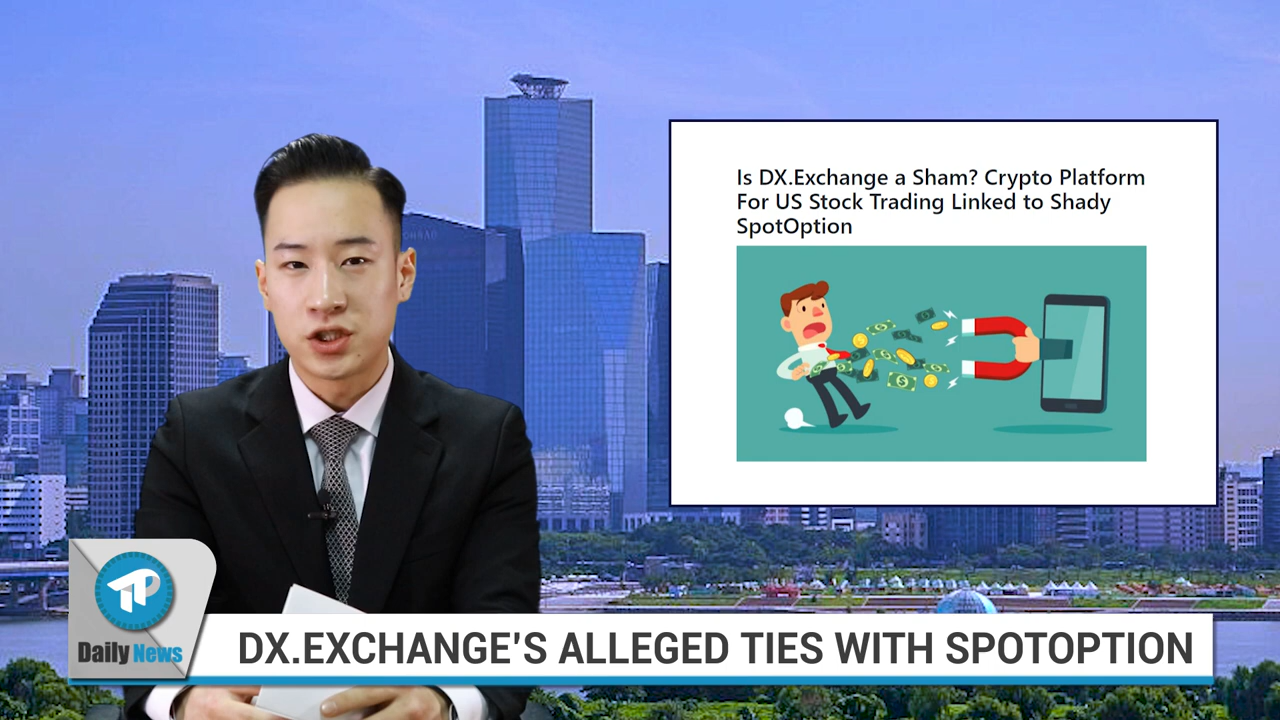 Is DX.Exchange a Sham? Crypto Platform
For US Stock Trading Linked to Shady
SpotOption
TP
Daily News
DX.EXCHANGE'S ALLEGED TIES WITH SPOTOPTION